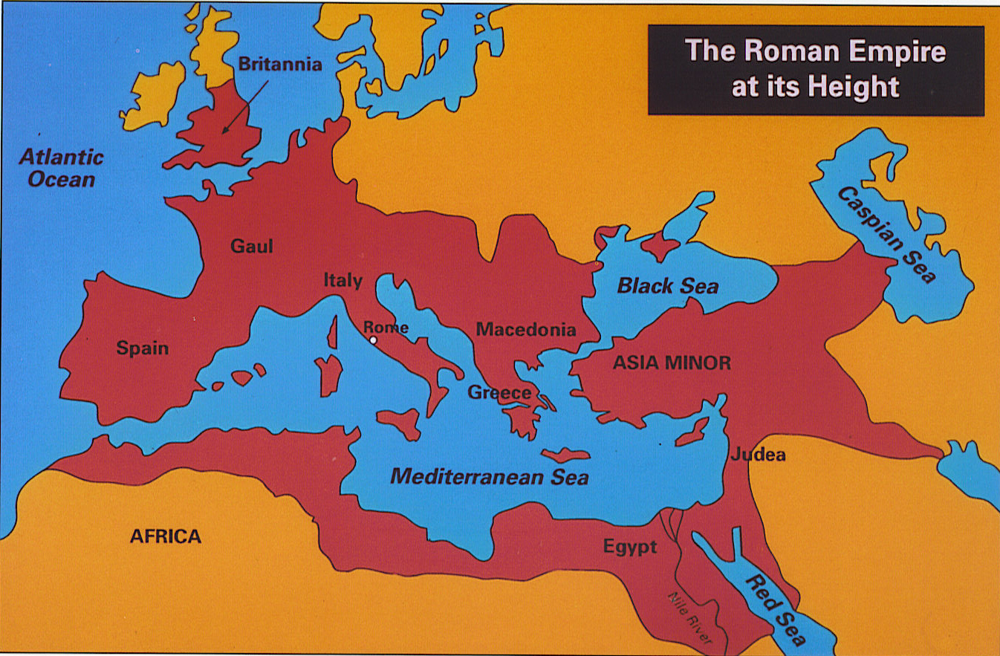 The Roman Empire
at its Height
Britannia
Atlantic
Ocean
Caspian Sea
Gaul
Italy
Black Sea
Rome
Macedonia
Spain
ASIA MINOR
Greece
Judea
Mediterranean Sea
AFRICA
Egypt
Nile River
Red Sea